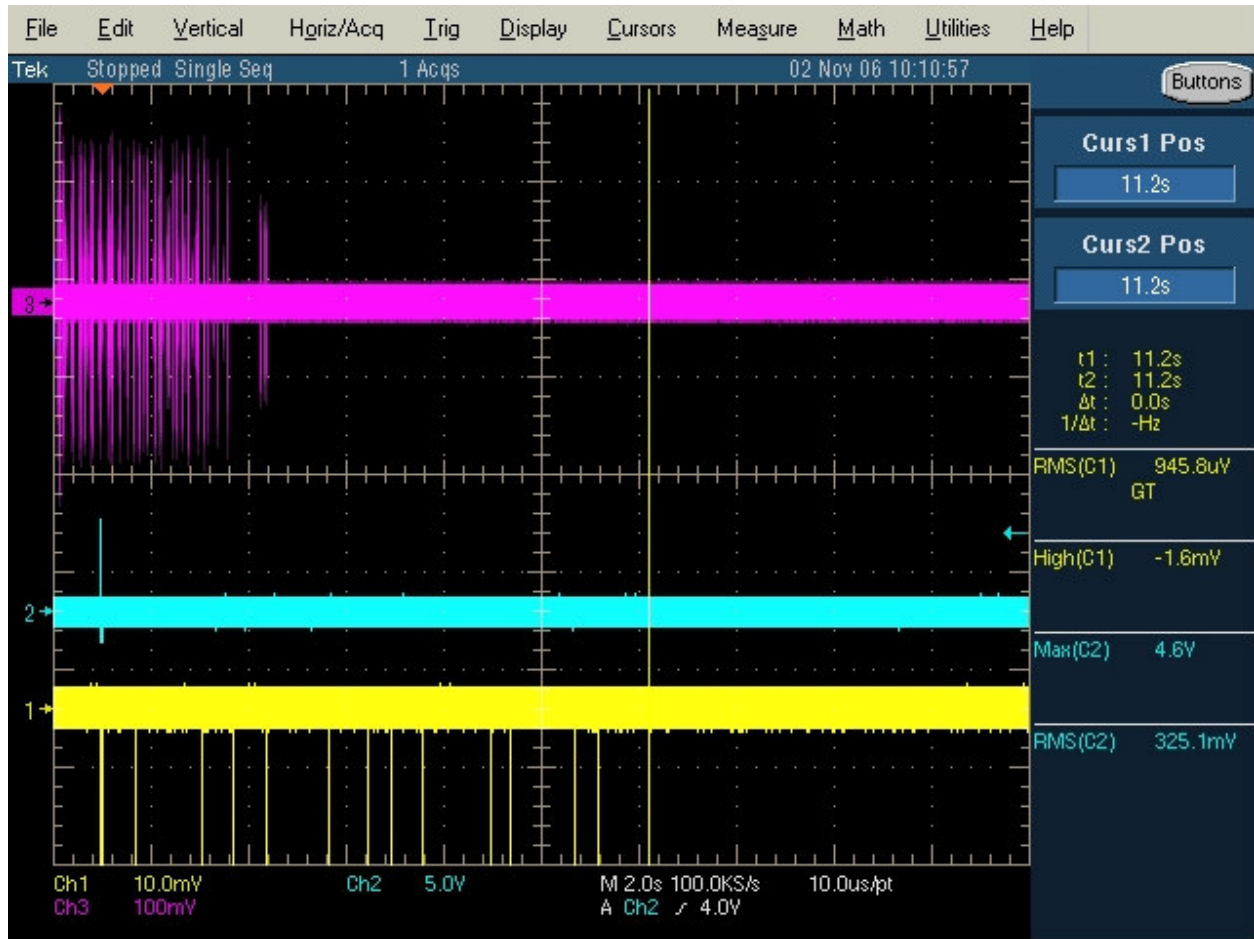 File Edit Vertical Horiz/Acq Trig Display Cursors Measure Math Utilities Help
Tek Stopped Single Seq 1 Acqs 02 Nov 06 10:10:57
Buttons
Curs1 Pos
11.2s
Curs2 Pos
11.2s
3
t1 : 11.2s
t2 : 11.2s
Δt : 0.0s
1/Δt : -Hz
RMS(C1) 945.8uV
GT
High(C1) -1.6mV
2
Max(C2) 4.6V
1
RMS(C2) 325.1mV
Ch1 10.0mV Ch2 5.0V M 2.0s 100.0KS/s 10.0us/pt
Ch3 100mV A Ch2 4.0V